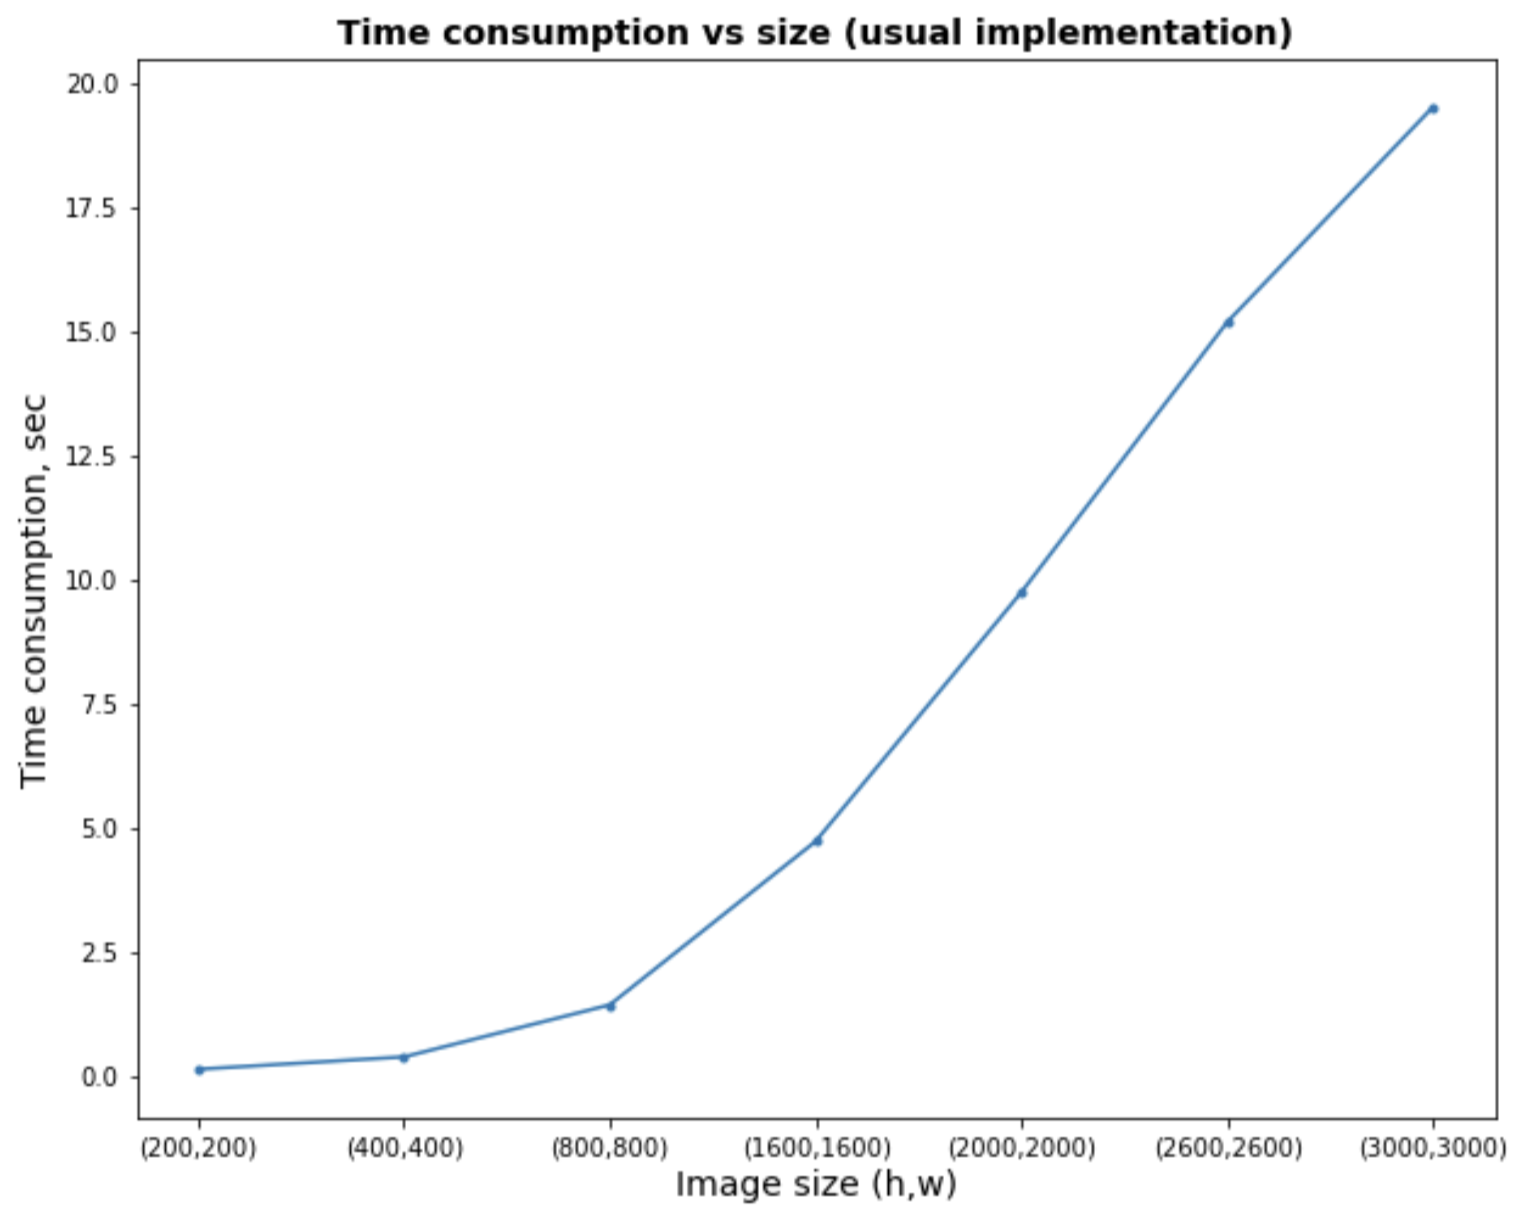 Time consumption vs size (usual implementation)
20.0
17.5
15.0
12.5
10.0
7.5
5.0
2.5
0.0
Time consumption, sec
(200,200) (400,400) (800,800) (1600,1600) (2000,2000) (2600,2600) (3000,3000)
Image size (h,w)